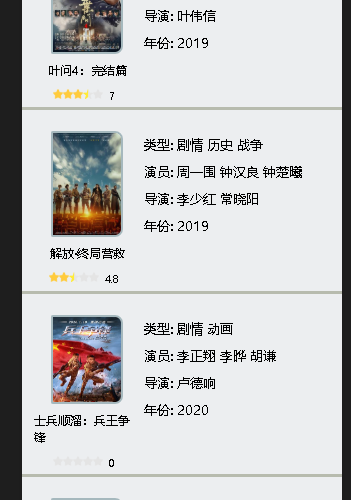 导演: 叶伟信
年份: 2019
叶问4：完结篇
7
类型: 剧情 历史 战争
演员: 周一围 钟汉良 钟楚曦
导演: 李少红 常晓阳
年份: 2019
解放·终局营救
4.8
类型: 剧情 动画
演员: 李正翔 李晔 胡谦
导演: 卢德响
年份: 2020
士兵顺溜：兵王争
锋
0